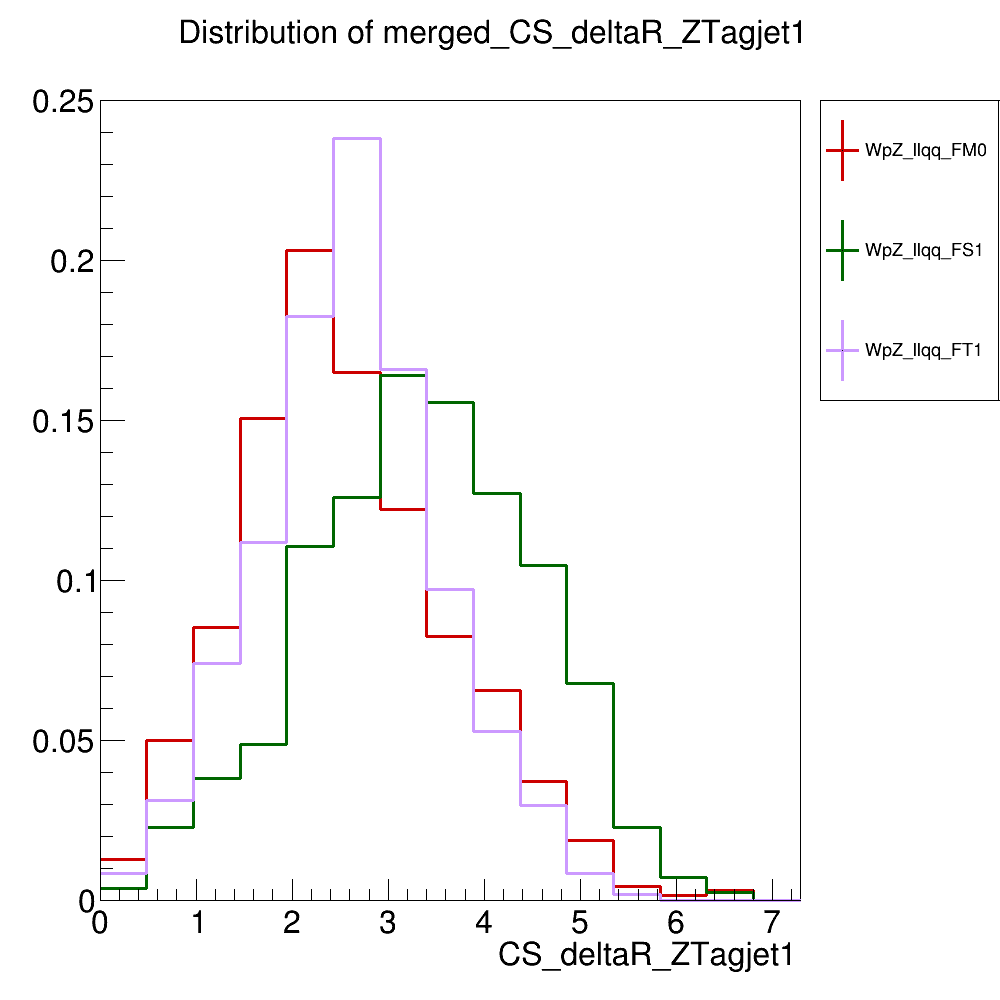 Distribution of merged_CS_deltaR_ZTagjet1
0.25
0.2
0.15
0.1
0.05
0
0 1 2 3 4 5 6 7
CS_deltaR_ZTagjet1
WpZ_llqq_FM0
WpZ_llqq_FS1
WpZ_llqq_FT1